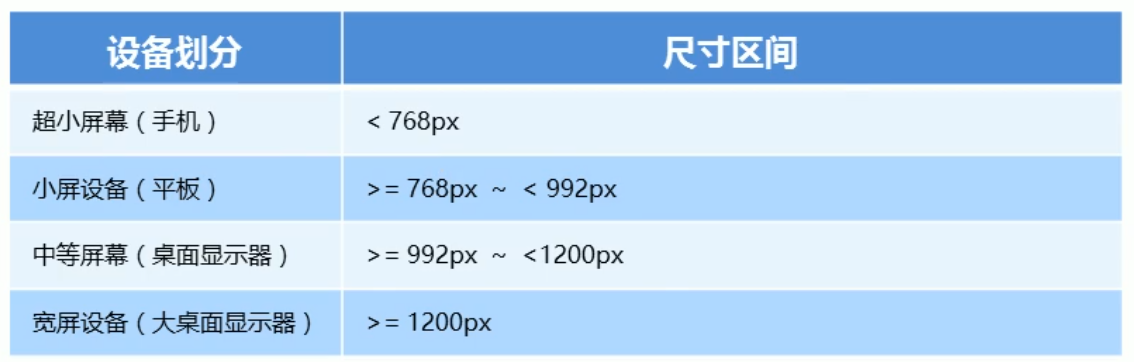 设备划分 尺寸区间
超小屏幕（手机） < 768px
小屏设备（平板） >= 768px ~ < 992px
中等屏幕（桌面显示器） >= 992px ~ <1200px
宽屏设备（大桌面显示器） >= 1200px